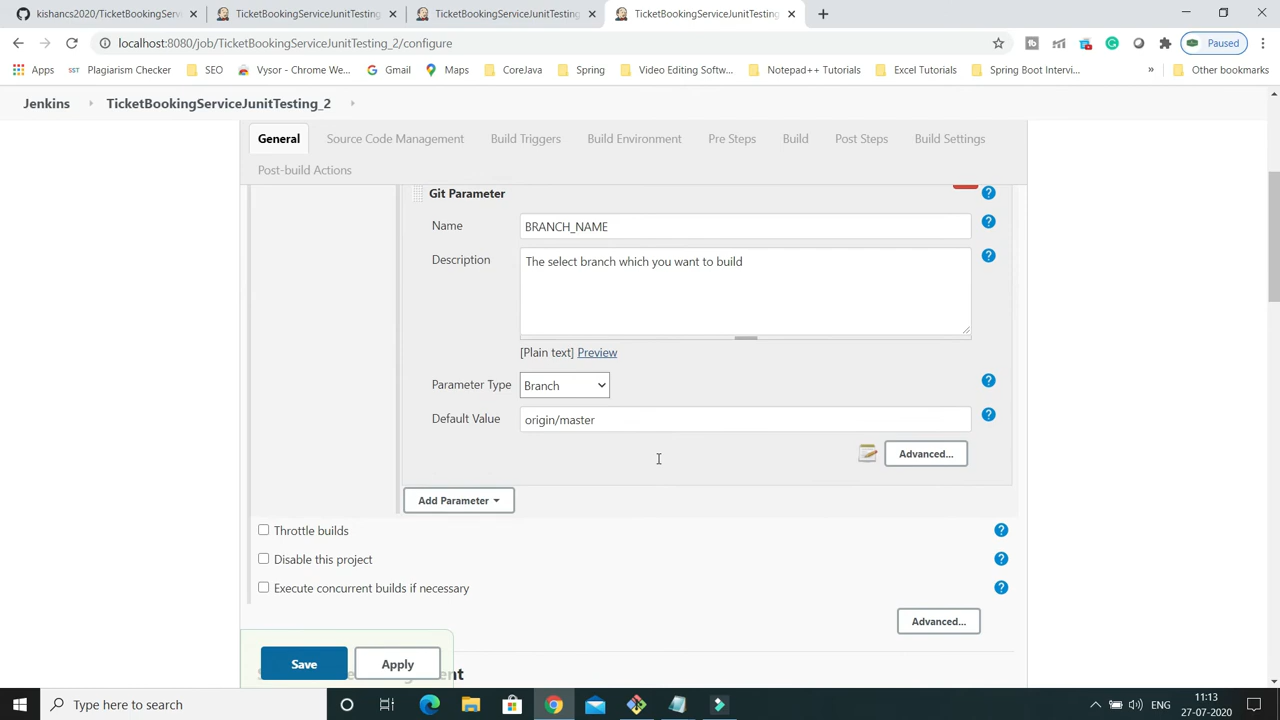 kishancs2020/TicketBookingServ
TicketBookingServiceJunitTesting_
TicketBookingServiceJunitTesting_
TicketBookingServiceJunitTesting_
localhost:8080/job/TicketBookingServiceJunitTesting_2/configure
Paused
Apps
SST Plagiarism Checker
SEO
Vysor - Chrome We...
Gmail
Maps
CoreJava
Spring
Video Editing Softw...
Notepad++ Tutorials
Excel Tutorials
Spring Boot Intervi...
»
Other bookmarks
Jenkins
TicketBookingServiceJunitTesting_2
General
Source Code Management
Build Triggers
Build Environment
Pre Steps
Build
Post Steps
Build Settings
Post-build Actions
Git Parameter
Name
BRANCH_NAME
Description
The select branch which you want to build
[Plain text] Preview
Parameter Type
Branch
Default Value
origin/master
Advanced...
Add Parameter
Throttle builds
Disable this project
Execute concurrent builds if necessary
Advanced...
Save
Apply
Type here to search
ENG
11:13
27-07-2020